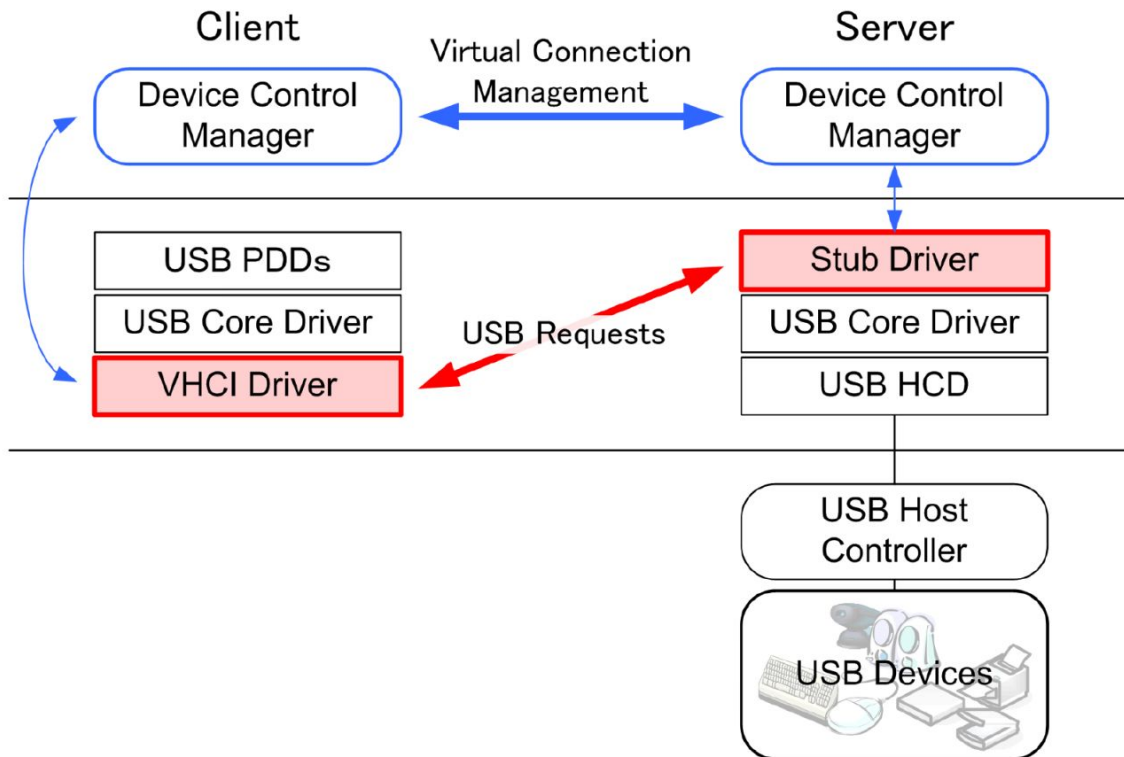 Client
Server
Virtual Connection
Management
Device Control
Manager
Device Control
Manager
USB PDDs
USB Core Driver
VHCI Driver
USB Requests
Stub Driver
USB Core Driver
USB HCD
USB Host
Controller
USB Devices